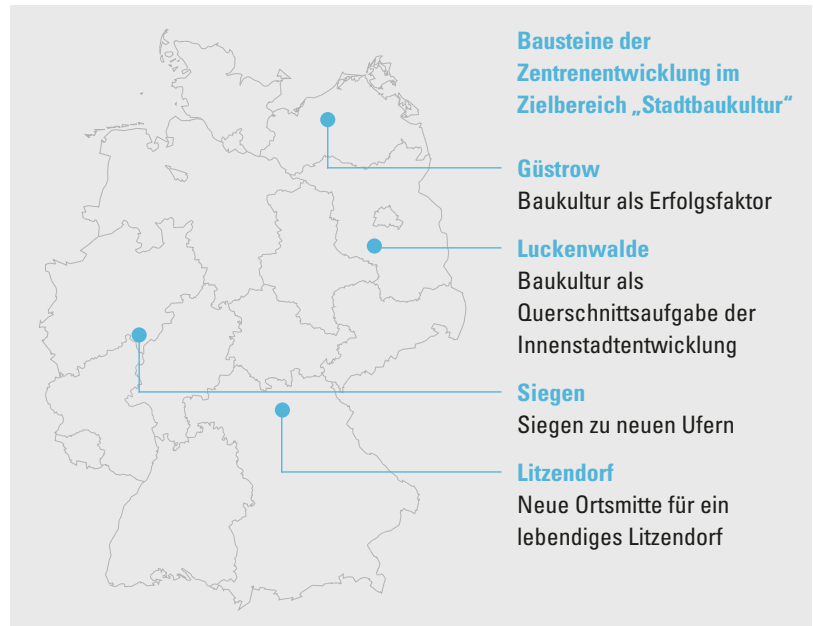 Bausteine der
Zentrenentwicklung im
Zielbereich „Stadtbaukultur“
Güstrow
Baukultur als Erfolgsfaktor
Luckenwalde
Baukultur als
Querschnittsaufgabe der
Innenstadtentwicklung
Siegen
Siegen zu neuen Ufern
Litzendorf
Neue Ortsmitte für ein
lebendiges Litzendorf